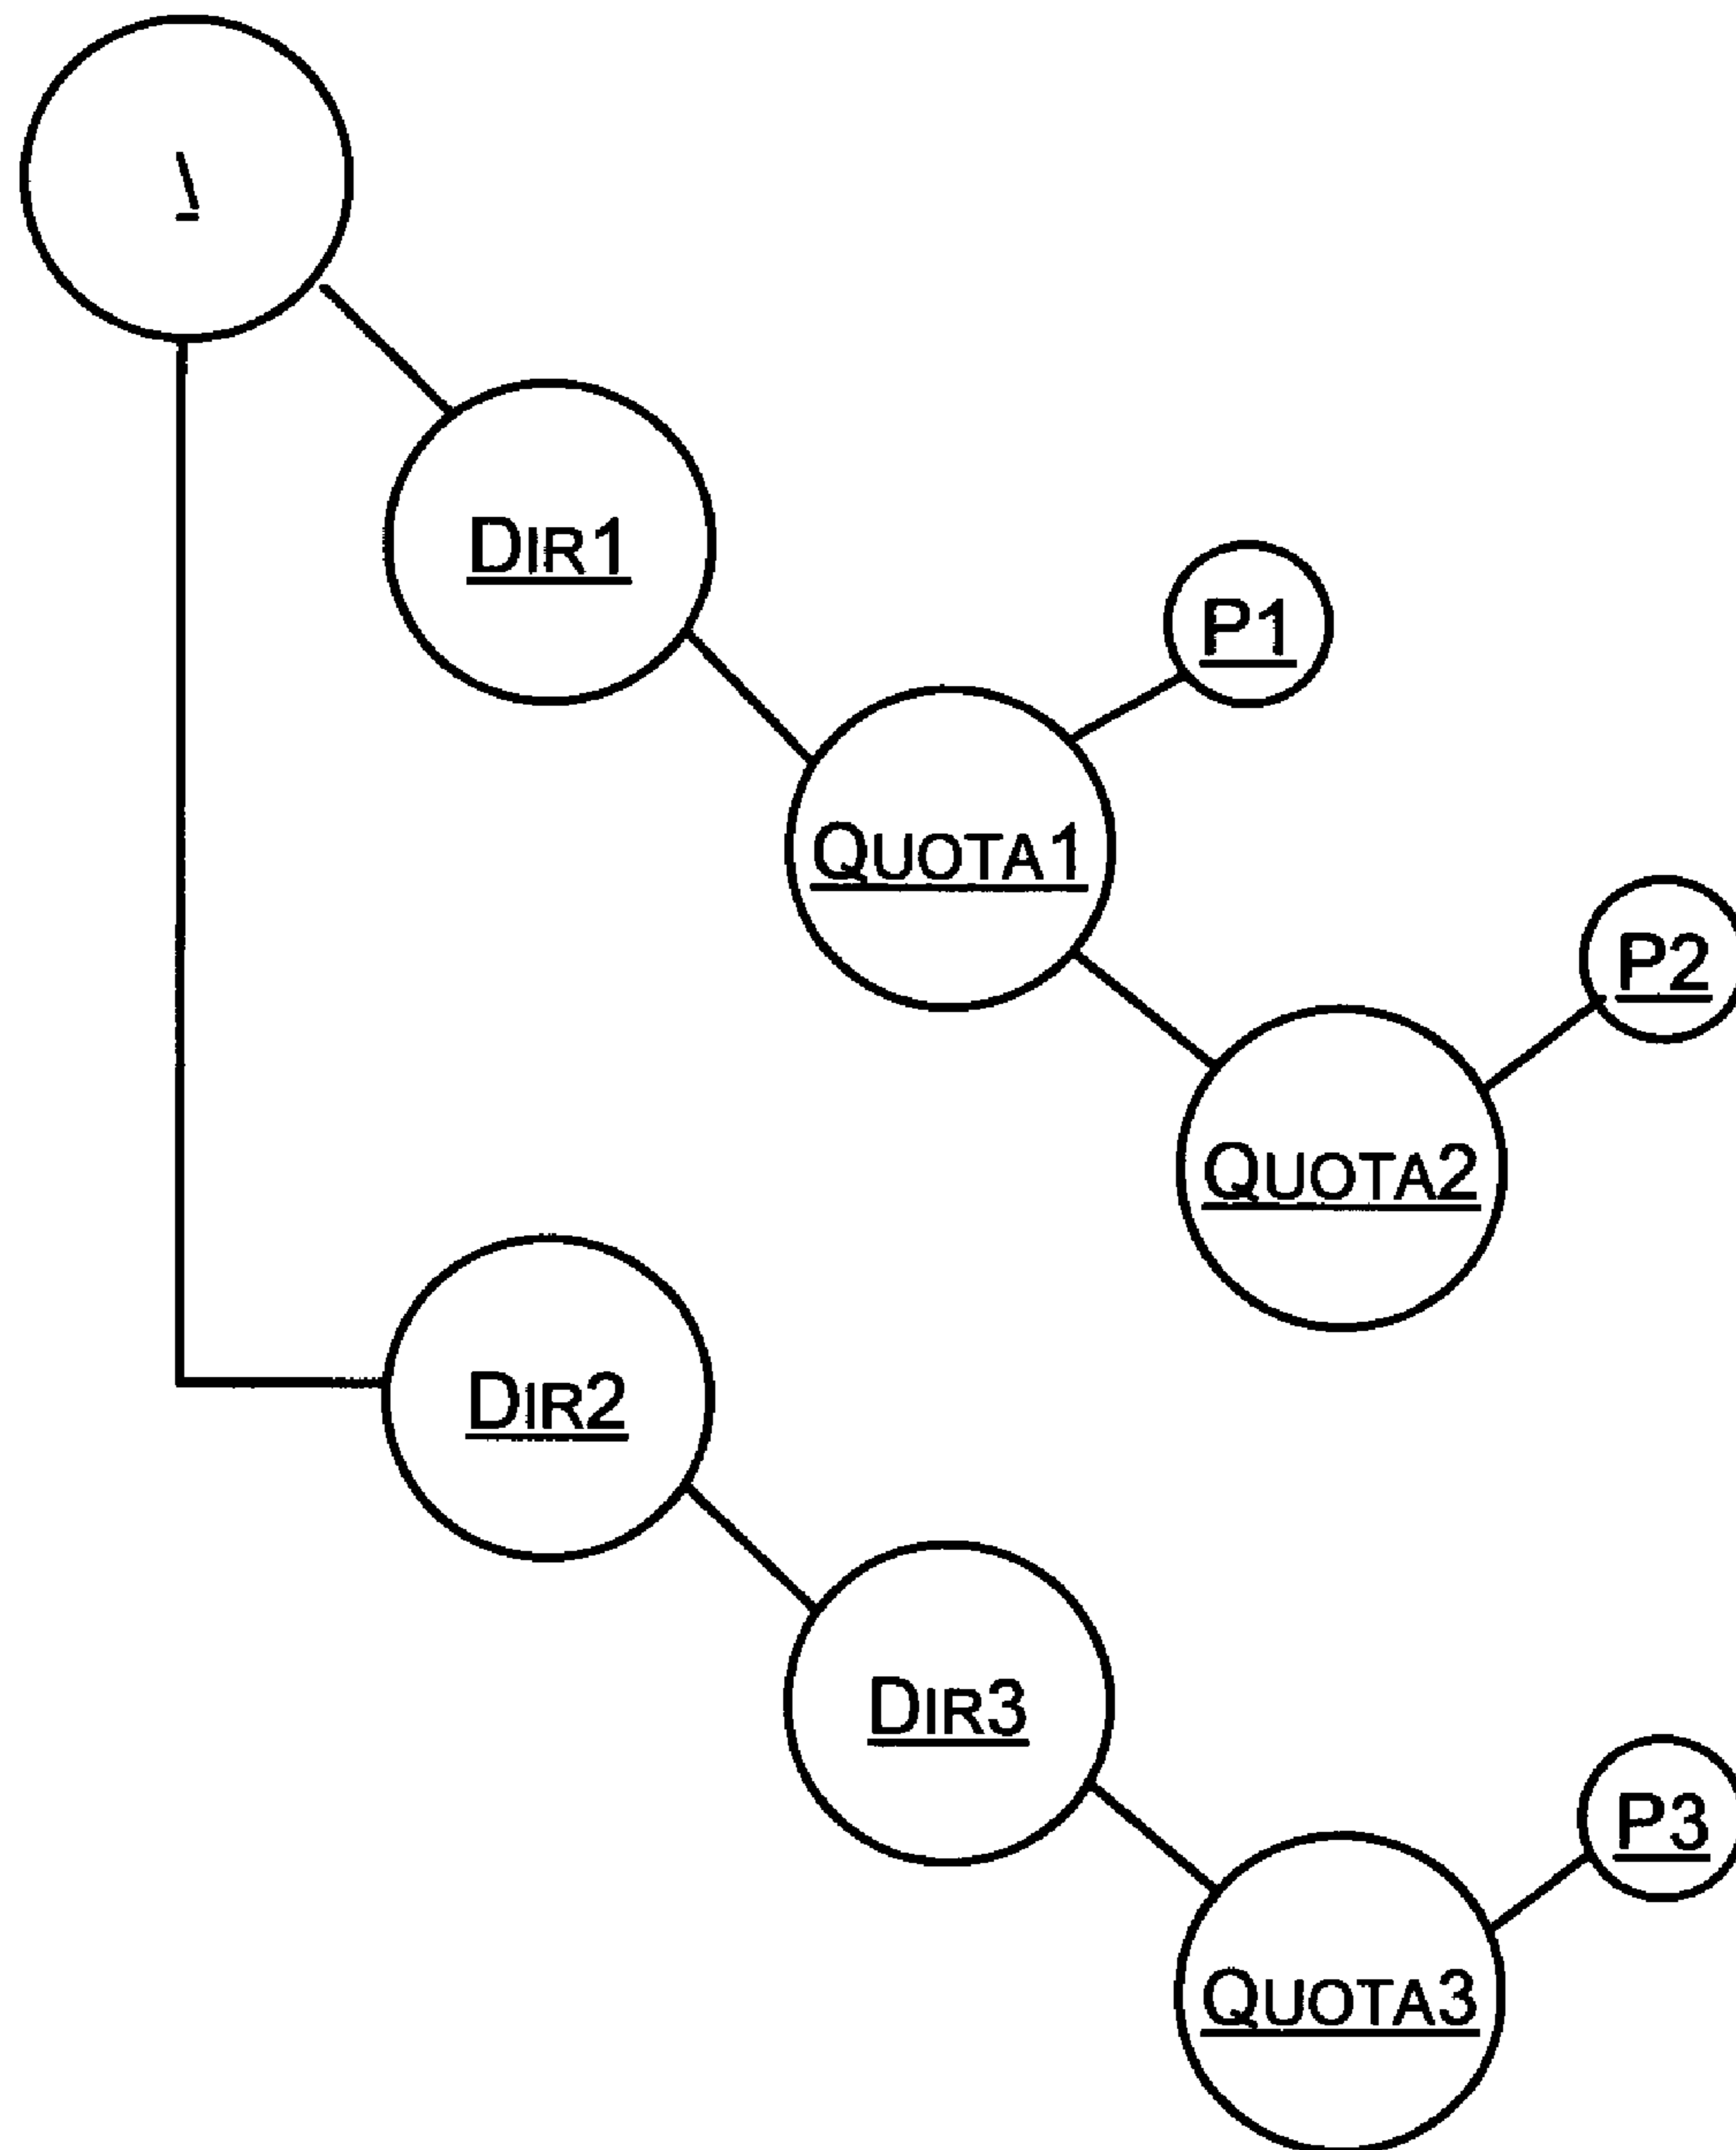 \
DIR1
P1
QUOTA1
P2
QUOTA2
DIR2
DIR3
P3
QUOTA3